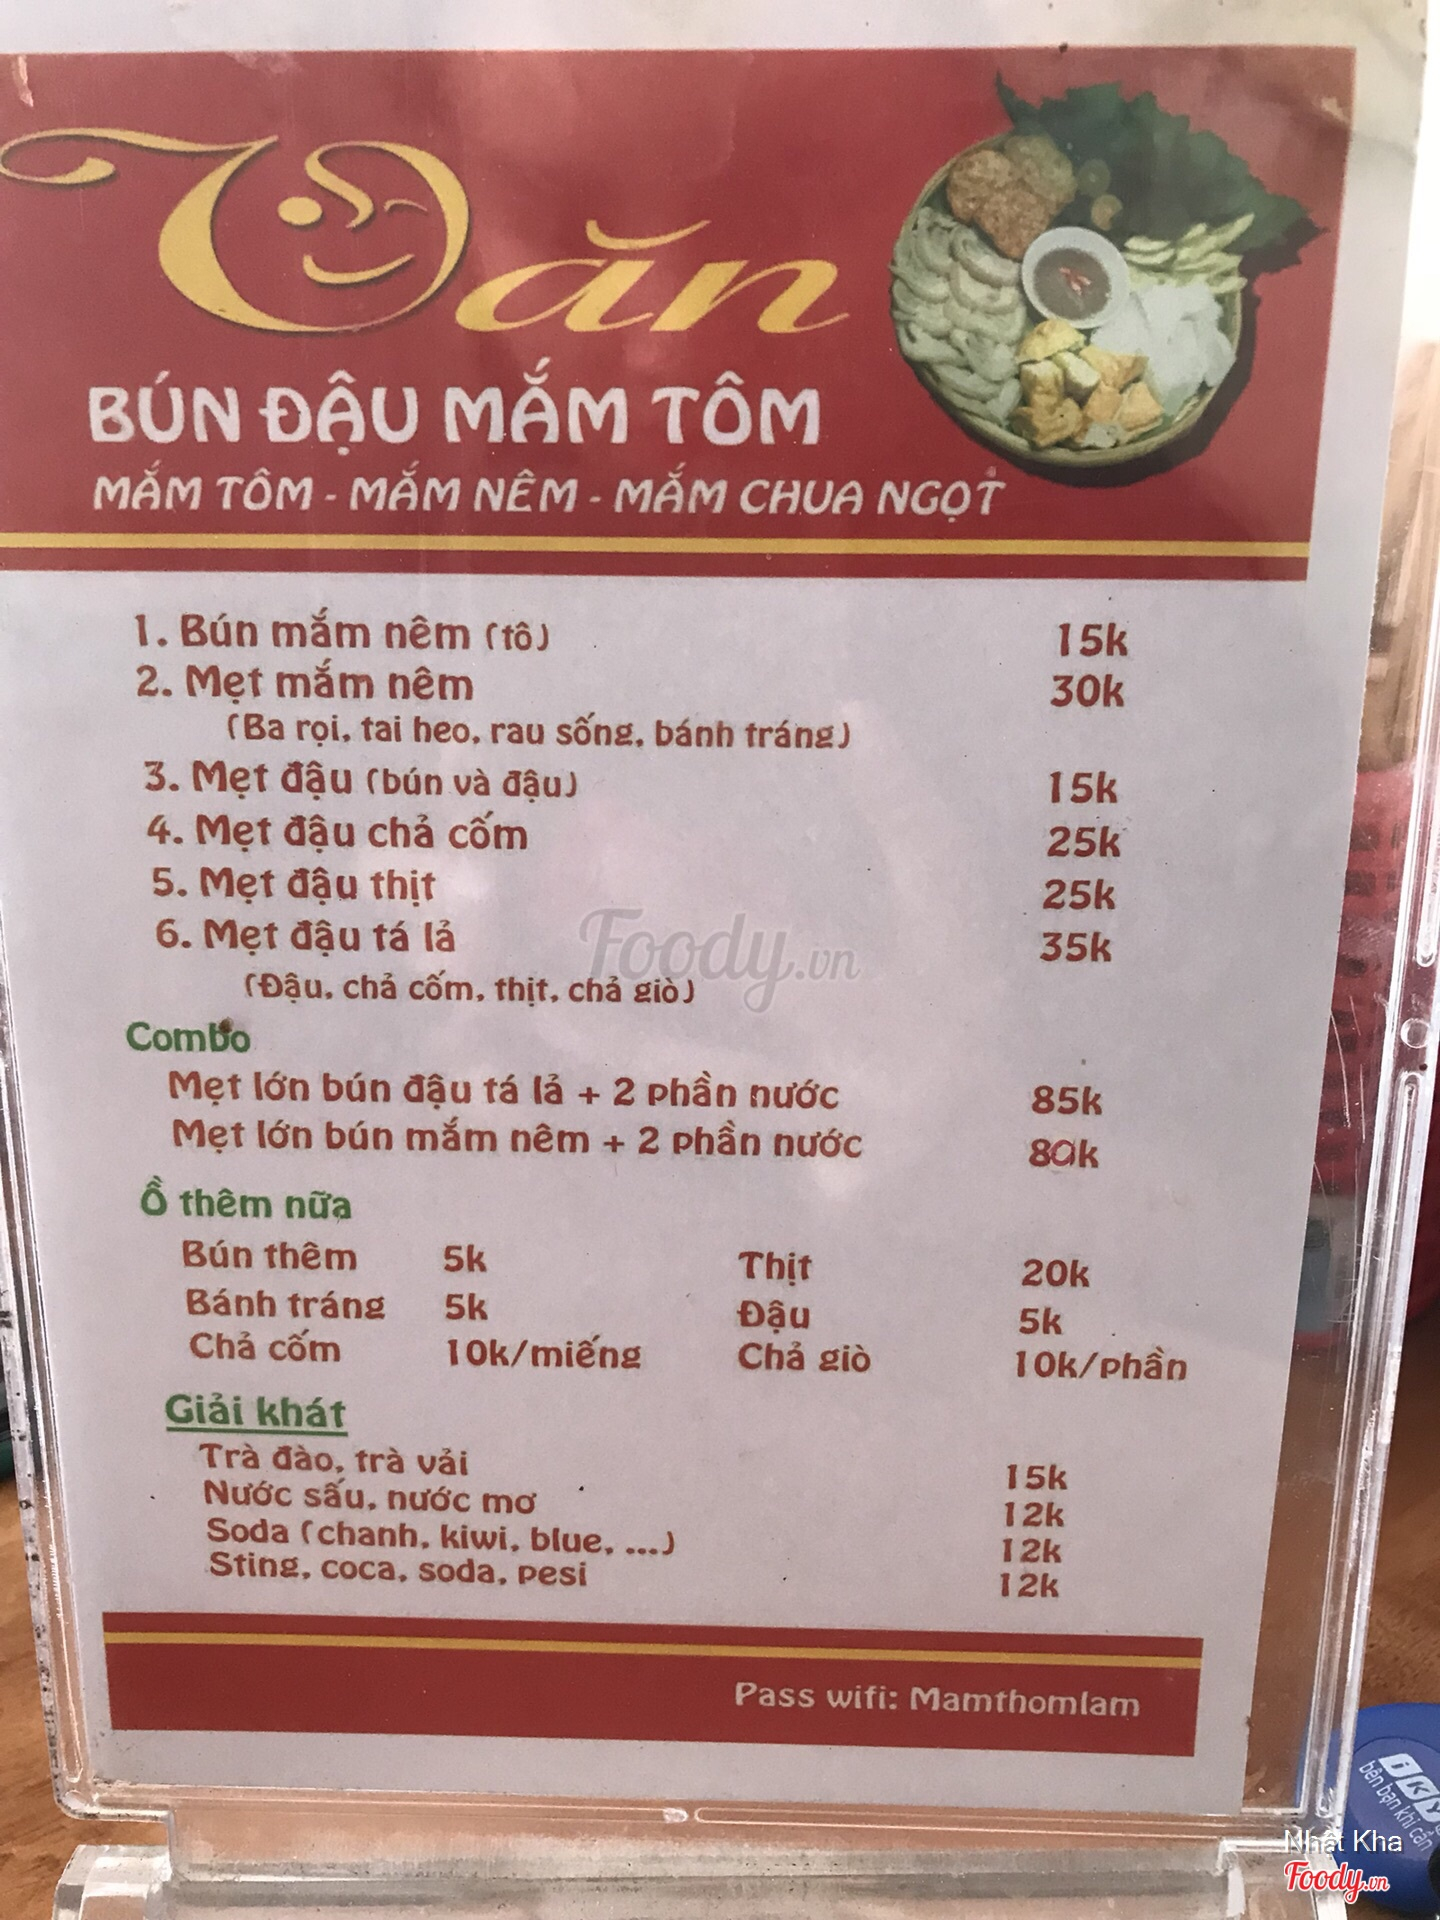 Văn
BÚN ĐẬU MẮM TÔM
MẮM TÔM - MẮM NÊM - MẮM CHUA NGỌT
1. Bún mắm nêm (tô) 15k
2. Mẹt mắm nêm 30k
(Ba rọi, tai heo, rau sống, bánh tráng)
3. Mẹt đậu (bún và đậu) 15k
4. Mẹt đậu chả cốm 25k
5. Mẹt đậu thịt 25k
6. Mẹt đậu tá lả 35k
(Đậu, chả cốm, thịt, chả giò)
Foody.vn
Combo
Mẹt lớn bún đậu tá lả + 2 phần nước 85k
Mẹt lớn bún mắm nêm + 2 phần nước 80k
Ồ thêm nữa
Bún thêm 5k Thịt 20k
Bánh tráng 5k Đậu 5k
Chả cốm 10k/miếng Chả giò 10k/phần
Giải khát
Trà đào, trà vải 15k
Nước sấu, nước mơ 12k
Soda (chanh, kiwi, blue, ...) 12k
Sting, coca, soda, pesi 12k
Pass wifi: Mamthomlam
bên bạn khi cần
Nhật Kha
Foody.vn